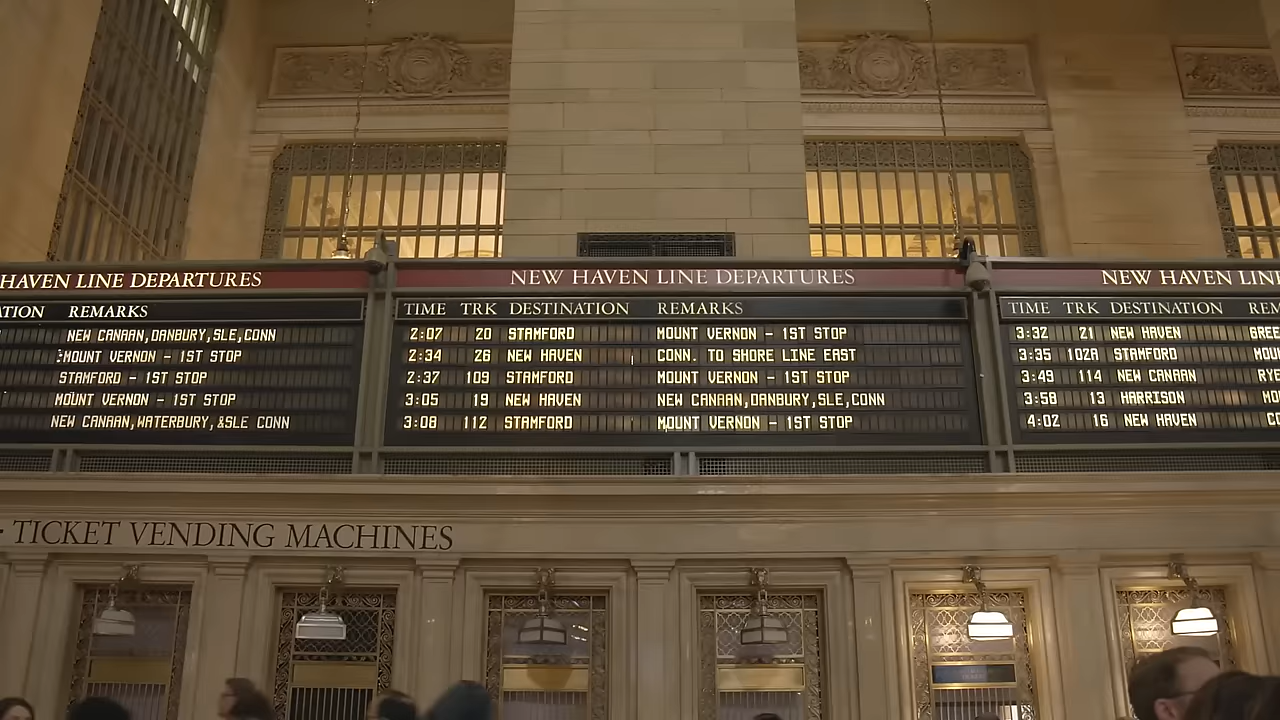 HAVEN LINE DEPARTURES
REMARKS
NEW CANAAN,DANBURY,SLE,CONN
MOUNT VERNON - 1ST STOP
STAMFORD - 1ST STOP
MOUNT VERNON - 1ST STOP
NEW CANAAN,WATERBURY,&SLE CONN
NEW HAVEN LINE DEPARTURES
TIME TRK DESTINATION REMARKS
2:07 20 STAMFORD MOUNT VERNON - 1ST STOP
2:34 26 NEW HAVEN CONN. TO SHORE LINE EAST
2:37 109 STAMFORD MOUNT VERNON - 1ST STOP
3:05 19 NEW HAVEN NEW CANAAN,DANBURY,SLE,CONN
3:08 112 STAMFORD MOUNT VERNON - 1ST STOP
NEW HAVEN LINE
TIME TRK DESTINATION
3:32 21 NEW HAVEN
3:35 102A STAMFORD
3:49 114 NEW CANAAN
3:58 13 HARRISON
4:02 16 NEW HAVEN
TICKET VENDING MACHINES